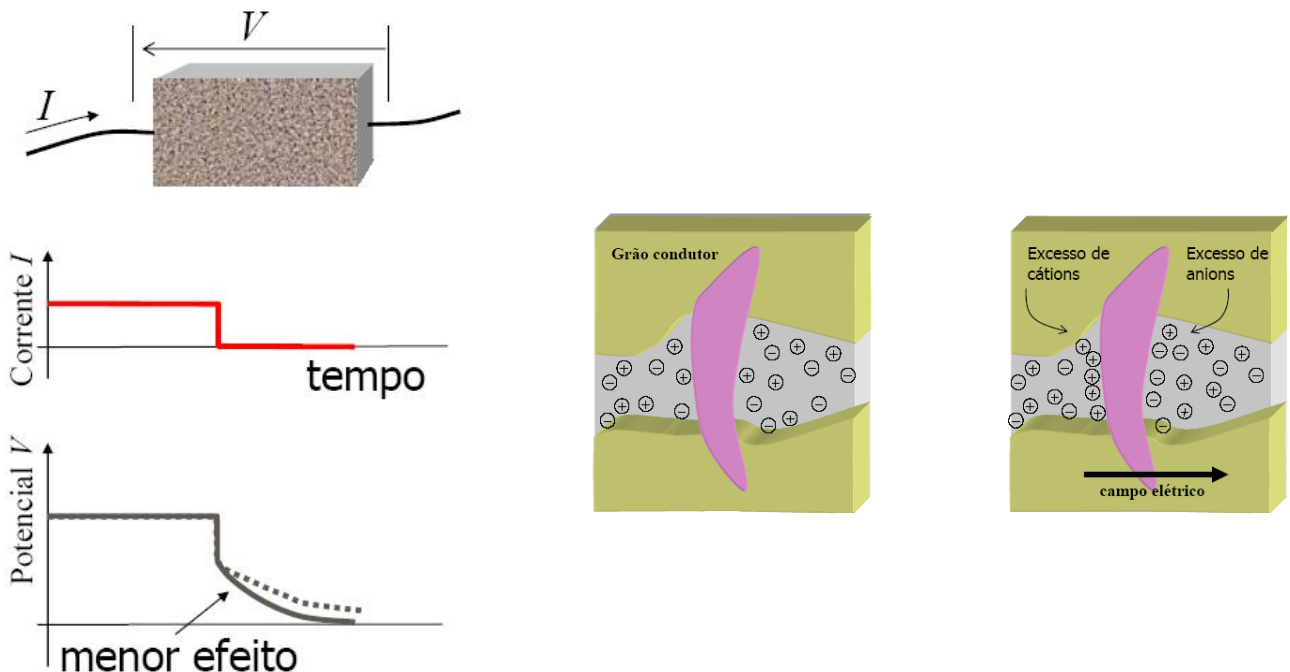 V
I
Corrente I
tempo
Potencial V
menor efeito
Grão condutor
Excesso de
cátions
Excesso de
anions
campo elétrico